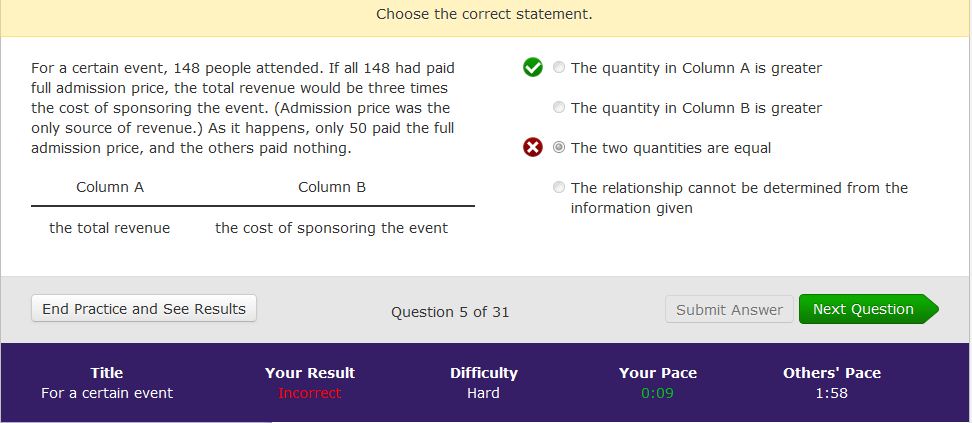 Choose the correct statement.
For a certain event, 148 people attended. If all 148 had paid
full admission price, the total revenue would be three times
the cost of sponsoring the event. (Admission price was the
only source of revenue.) As it happens, only 50 paid the full
admission price, and the others paid nothing.
Column A Column B
the total revenue the cost of sponsoring the event
The quantity in Column A is greater
The quantity in Column B is greater
The two quantities are equal
The relationship cannot be determined from the
information given
End Practice and See Results Question 5 of 31 Submit Answer Next Question
Title Your Result Difficulty Your Pace Others' Pace
For a certain event Incorrect Hard 0:09 1:58